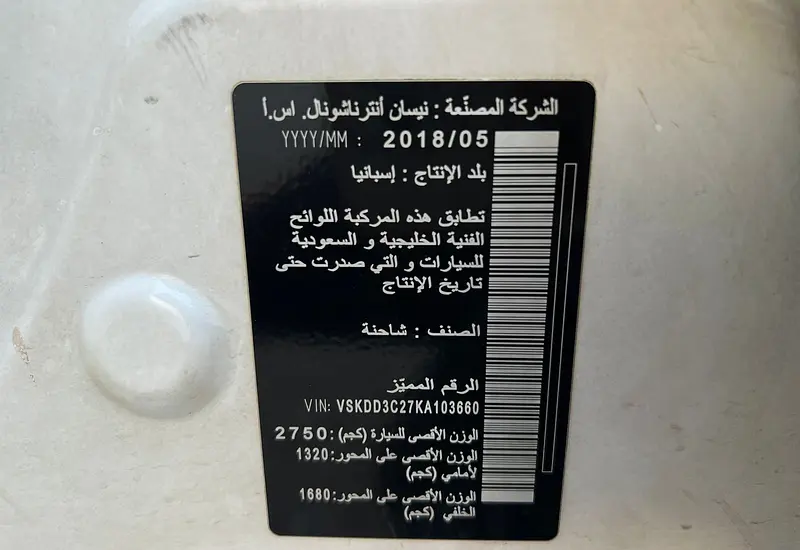 الشركة المصنّعة : نيسان أنترناشونال. اس.أ
YYYY/MM : 2018/05
بلد الإنتاج : إسبانيا
تطابق هذه المركبة اللوائح
الفنية الخليجية و السعودية
للسيارات و التي صدرت حتى
تاريخ الإنتاج
الصنف : شاحنة
الرقم المميّز
VIN: VSKDD3C27KA103660
الوزن الأقصى للسيارة (كجم) : 2750
الوزن الأقصى على المحور: 1320
لأمامي (كجم)
الوزن الأقصى على المحور: 1680
الخلفي (كجم)